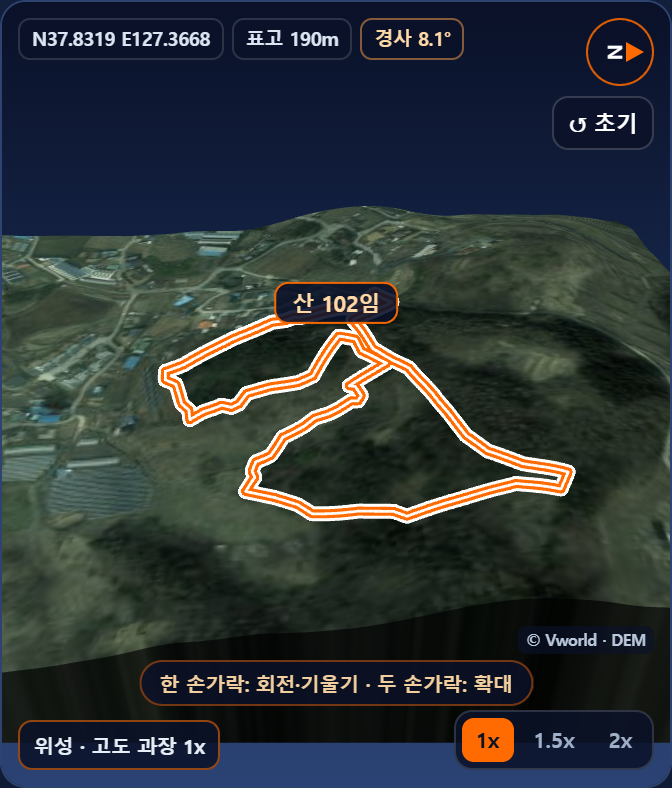 N37.8319 E127.3668
표고 190m
경사 8.1°
N
↺ 초기
산 102임
© Vworld · DEM
한 손가락: 회전·기울기 · 두 손가락: 확대
위성 · 고도 과장 1x
1x
1.5x
2x